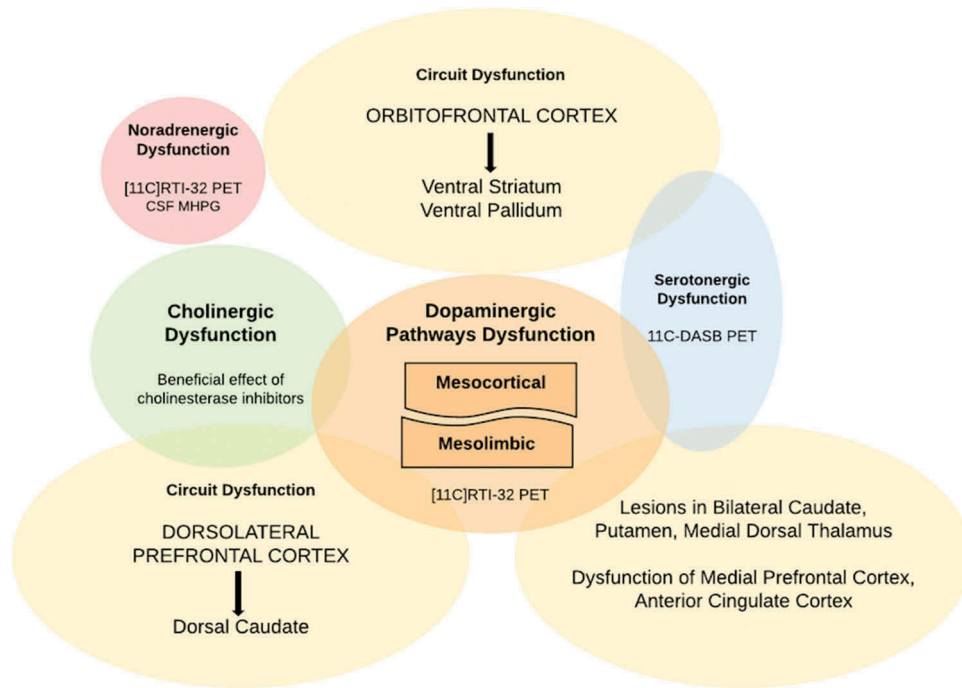 Circuit Dysfunction
ORBITOFRONTAL CORTEX
Ventral Striatum
Ventral Pallidum
Noradrenergic
Dysfunction
[11C]RTI-32 PET
CSF MHPG
Serotonergic
Dysfunction
11C-DASB PET
Cholinergic
Dysfunction
Beneficial effect of
cholinesterase inhibitors
Dopaminergic
Pathways Dysfunction
Mesocortical
Mesolimbic
[11C]RTI-32 PET
Circuit Dysfunction
DORSOLATERAL
PREFRONTAL CORTEX
Dorsal Caudate
Lesions in Bilateral Caudate,
Putamen, Medial Dorsal Thalamus
Dysfunction of Medial Prefrontal Cortex,
Anterior Cingulate Cortex